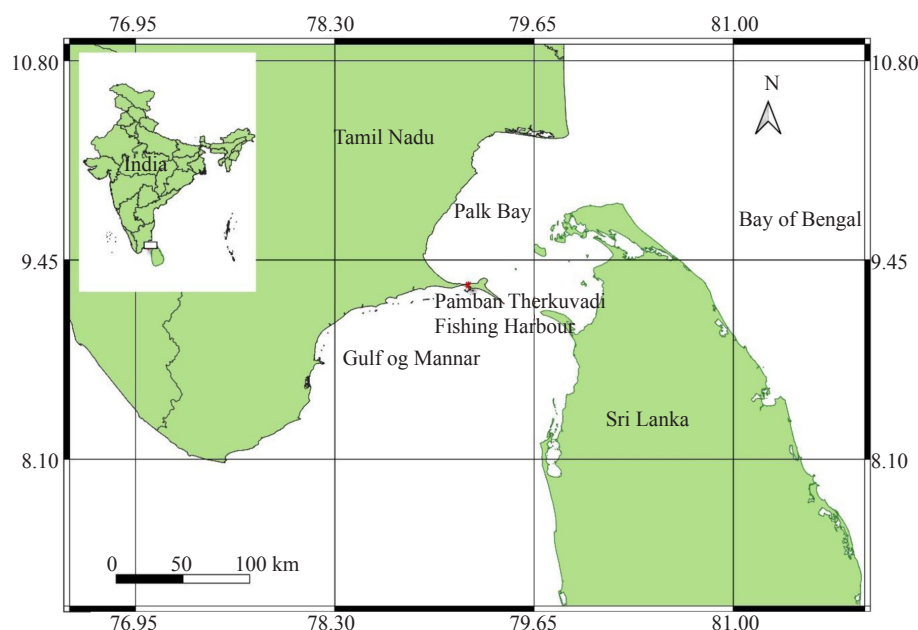 76.95 78.30 79.65 81.00
10.80 10.80
N
India
Tamil Nadu
Palk Bay
Bay of Bengal
9.45 9.45
Pamban Therkuvadi
Fishing Harbour
Gulf og Mannar
Sri Lanka
8.10 8.10
0 50 100 km
76.95 78.30 79.65 81.00